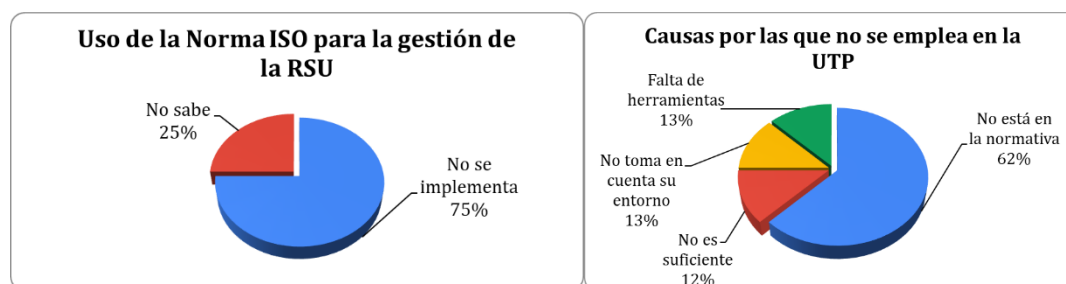 Uso de la Norma ISO para la gestión de
la RSU
No sabe
25%
No se
implementa
75%
Causas por las que no se emplea en la
UTP
Falta de
herramientas
13%
No está en
la normativa
62%
No toma en
cuenta su
entorno
13%
No es
suficiente
12%